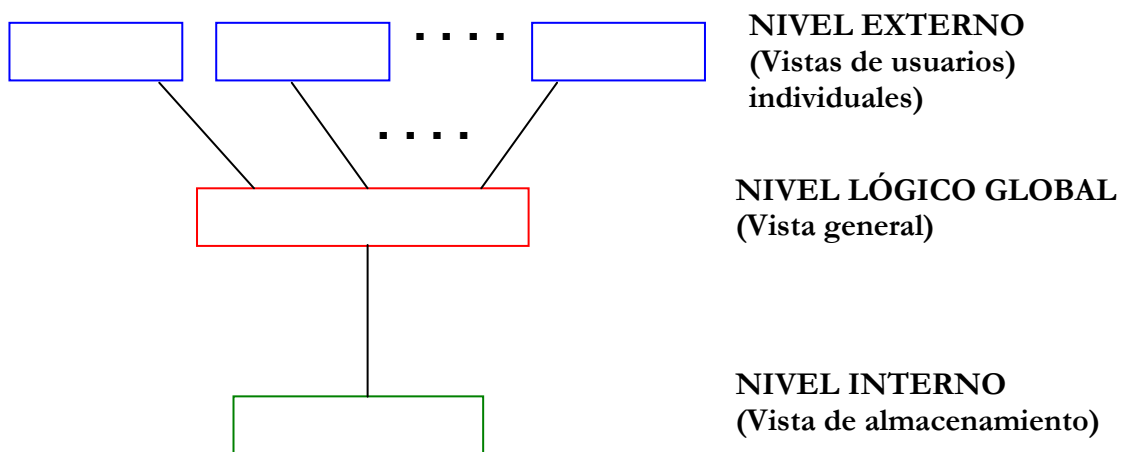 NIVEL EXTERNO
(Vistas de usuarios)
individuales)
NIVEL LÓGICO GLOBAL
(Vista general)
NIVEL INTERNO
(Vista de almacenamiento)